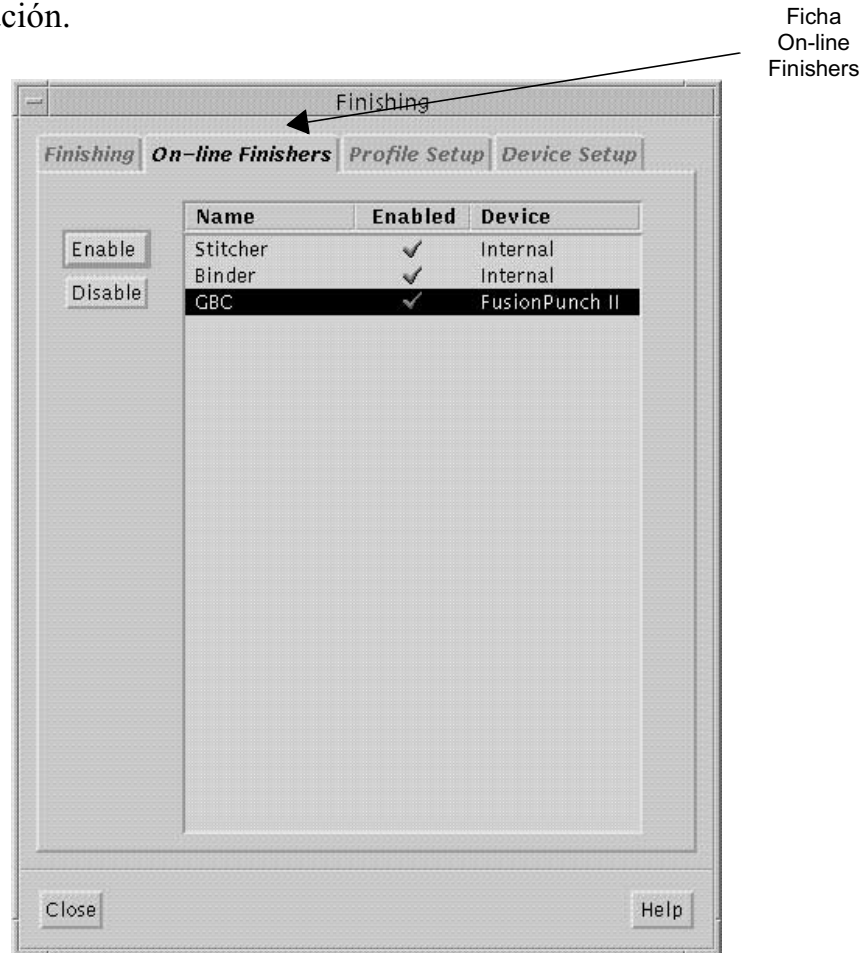 ción.
Ficha
On-line
Finishers
Finishing
Finishing On-line Finishers Profile Setup Device Setup
Name Enabled Device
Enable
Disable
Stitcher Internal
Binder Internal
GBC FusionPunch II
Close Help